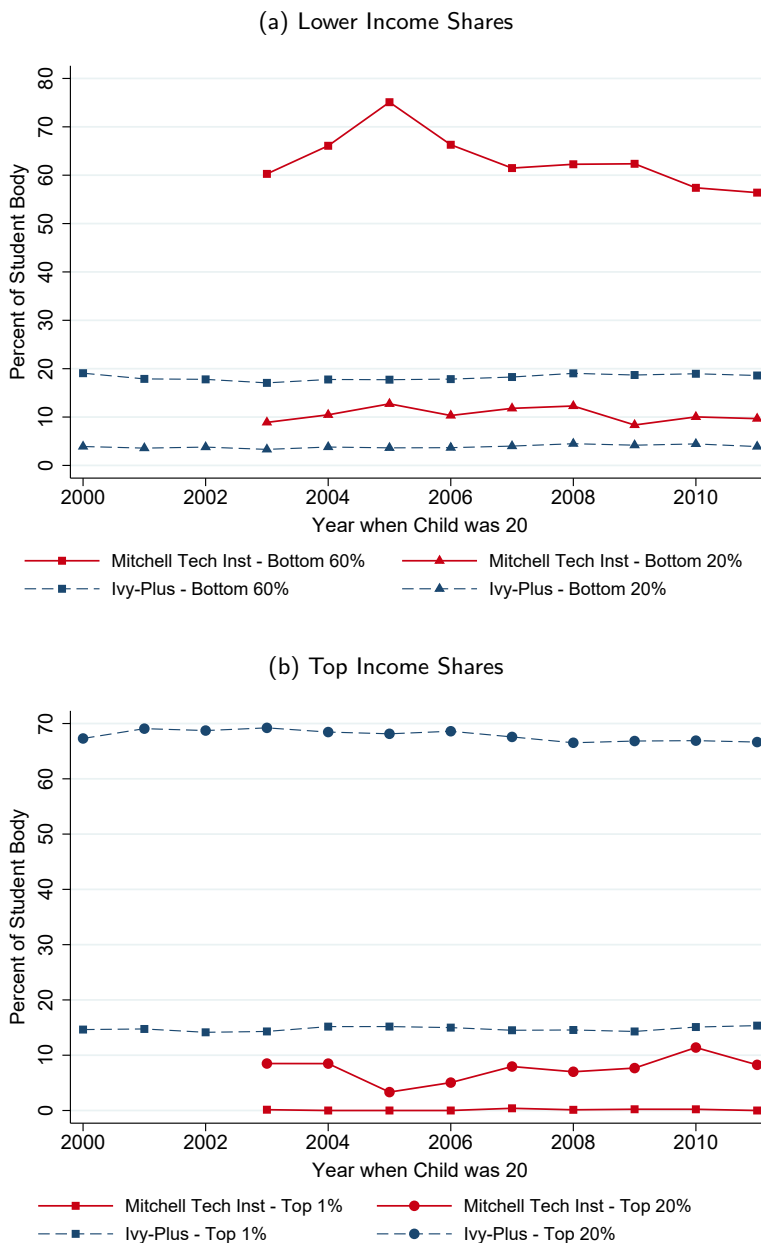 (a) Lower Income Shares
80
70
60
50
40
30
20
10
0
Percent of Student Body
2000 2002 2004 2006 2008 2010
Year when Child was 20
Mitchell Tech Inst - Bottom 60% Mitchell Tech Inst - Bottom 20%
Ivy-Plus - Bottom 60% Ivy-Plus - Bottom 20%
(b) Top Income Shares
70
60
50
40
30
20
10
0
Percent of Student Body
2000 2002 2004 2006 2008 2010
Year when Child was 20
Mitchell Tech Inst - Top 1% Mitchell Tech Inst - Top 20%
Ivy-Plus - Top 1% Ivy-Plus - Top 20%